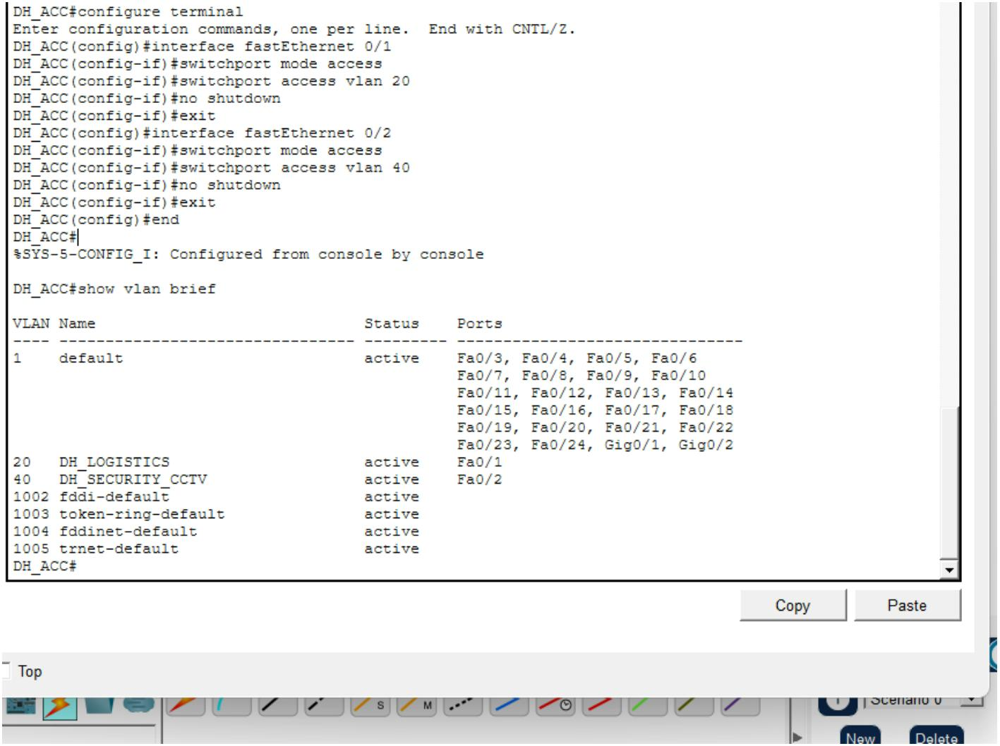 DH_ACC#configure terminal
Enter configuration commands, one per line.  End with CNTL/Z.
DH_ACC(config)#interface fastEthernet 0/1
DH_ACC(config-if)#switchport mode access
DH_ACC(config-if)#switchport access vlan 20
DH_ACC(config-if)#no shutdown
DH_ACC(config-if)#exit
DH_ACC(config)#interface fastEthernet 0/2
DH_ACC(config-if)#switchport mode access
DH_ACC(config-if)#switchport access vlan 40
DH_ACC(config-if)#no shutdown
DH_ACC(config-if)#exit
DH_ACC(config)#end
DH_ACC#
%SYS-5-CONFIG_I: Configured from console by console
DH_ACC#show vlan brief
VLAN Name                             Status    Ports
---- -------------------------------- --------- -------------------------------
1    default                          active    Fa0/3, Fa0/4, Fa0/5, Fa0/6
                                                Fa0/7, Fa0/8, Fa0/9, Fa0/10
                                                Fa0/11, Fa0/12, Fa0/13, Fa0/14
                                                Fa0/15, Fa0/16, Fa0/17, Fa0/18
                                                Fa0/19, Fa0/20, Fa0/21, Fa0/22
                                                Fa0/23, Fa0/24, Gig0/1, Gig0/2
20   DH_LOGISTICS                     active    Fa0/1
40   DH_SECURITY_CCTV                 active    Fa0/2
1002 fddi-default                     active
1003 token-ring-default               active
1004 fddinet-default                  active
1005 trnet-default                    active
DH_ACC#
Copy Paste
Top
S M
Scenario 0
New Delete